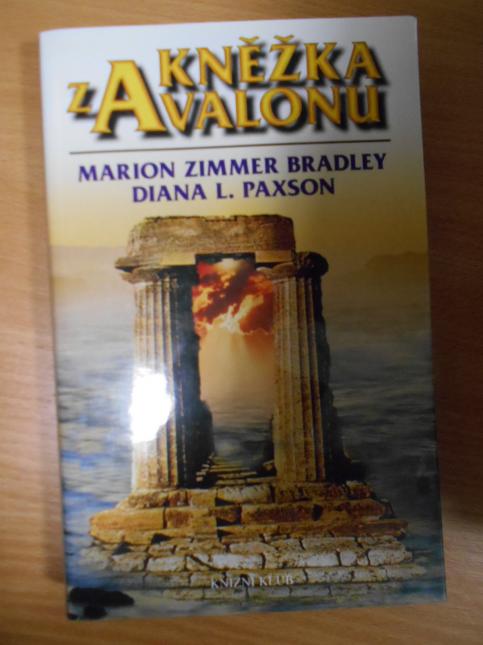 KNĚŽKA
Z AVALONU
MARION ZIMMER BRADLEY
DIANA L. PAXSON
KNIŽNÍ KLUB